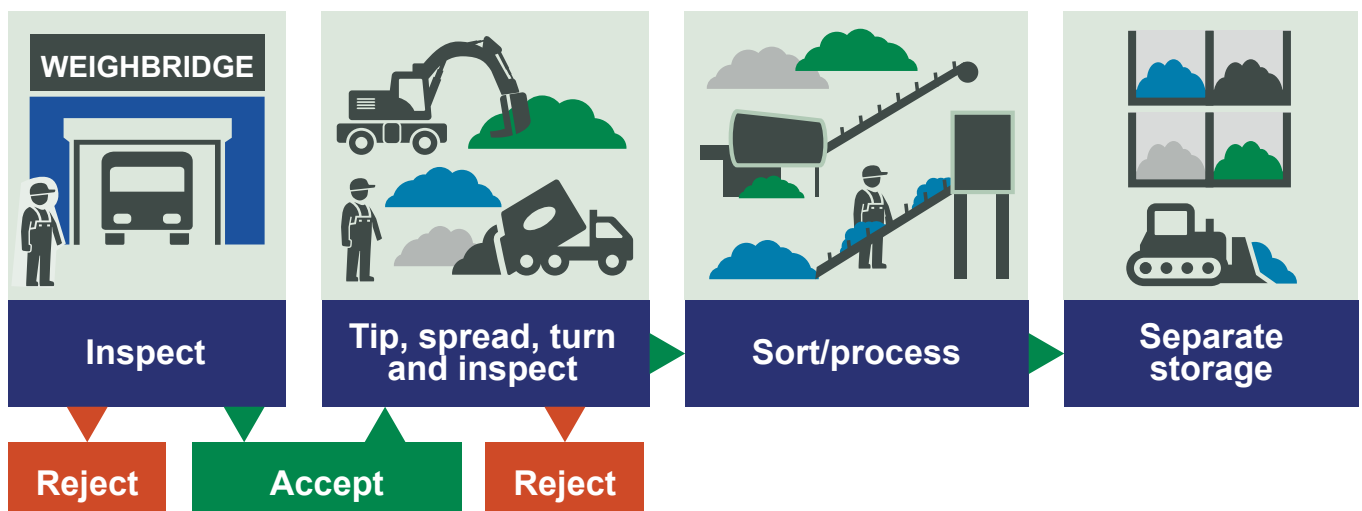 WEIGHBRIDGE
Inspect
Tip, spread, turn
and inspect
Sort/process
Separate
storage
Reject
Accept
Reject